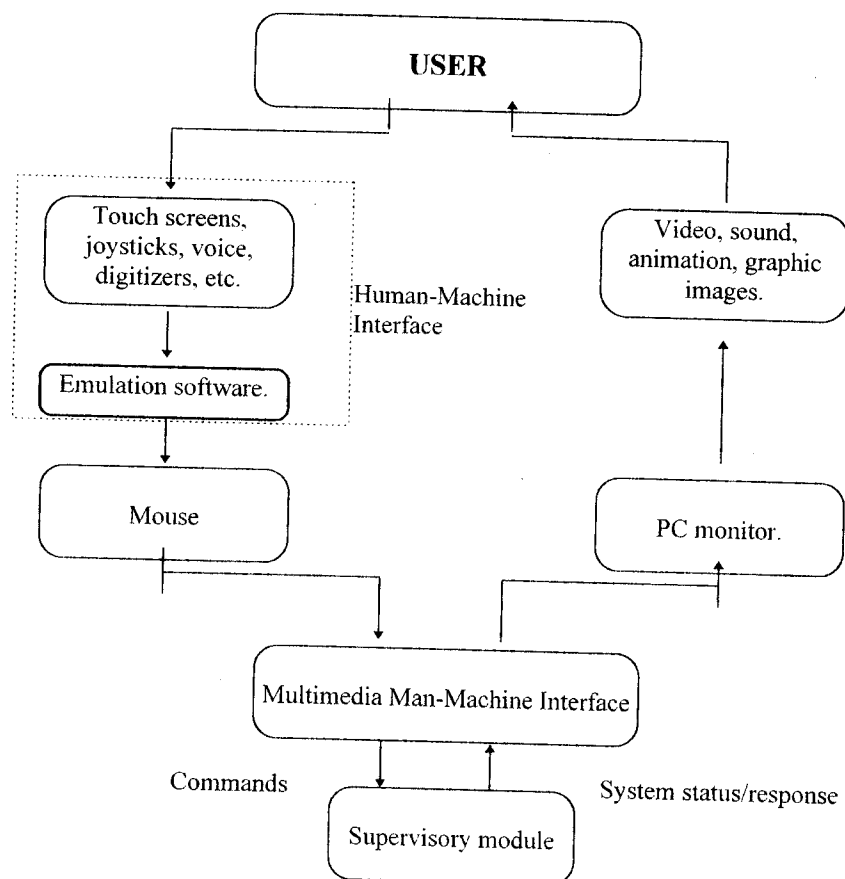 USER
Touch screens,
joysticks, voice,
digitizers, etc.
Human-Machine
Interface
Emulation software.
Mouse
Video, sound,
animation, graphic
images.
PC monitor.
Multimedia Man-Machine Interface
Commands
System status/response
Supervisory module